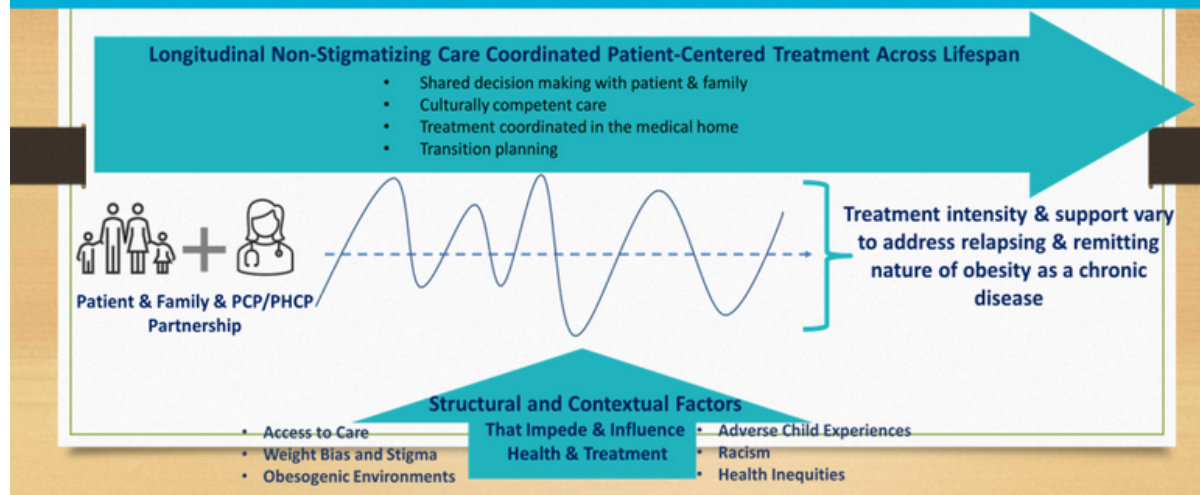 Longitudinal Non-Stigmatizing Care Coordinated Patient-Centered Treatment Across Lifespan
• Shared decision making with patient & family
• Culturally competent care
• Treatment coordinated in the medical home
• Transition planning
Patient & Family & PCP/PHCP
Partnership
Treatment intensity & support vary
to address relapsing & remitting
nature of obesity as a chronic
disease
Structural and Contextual Factors
That Impede & Influence
Health & Treatment
• Access to Care
• Weight Bias and Stigma
• Obesogenic Environments
• Adverse Child Experiences
• Racism
• Health Inequities